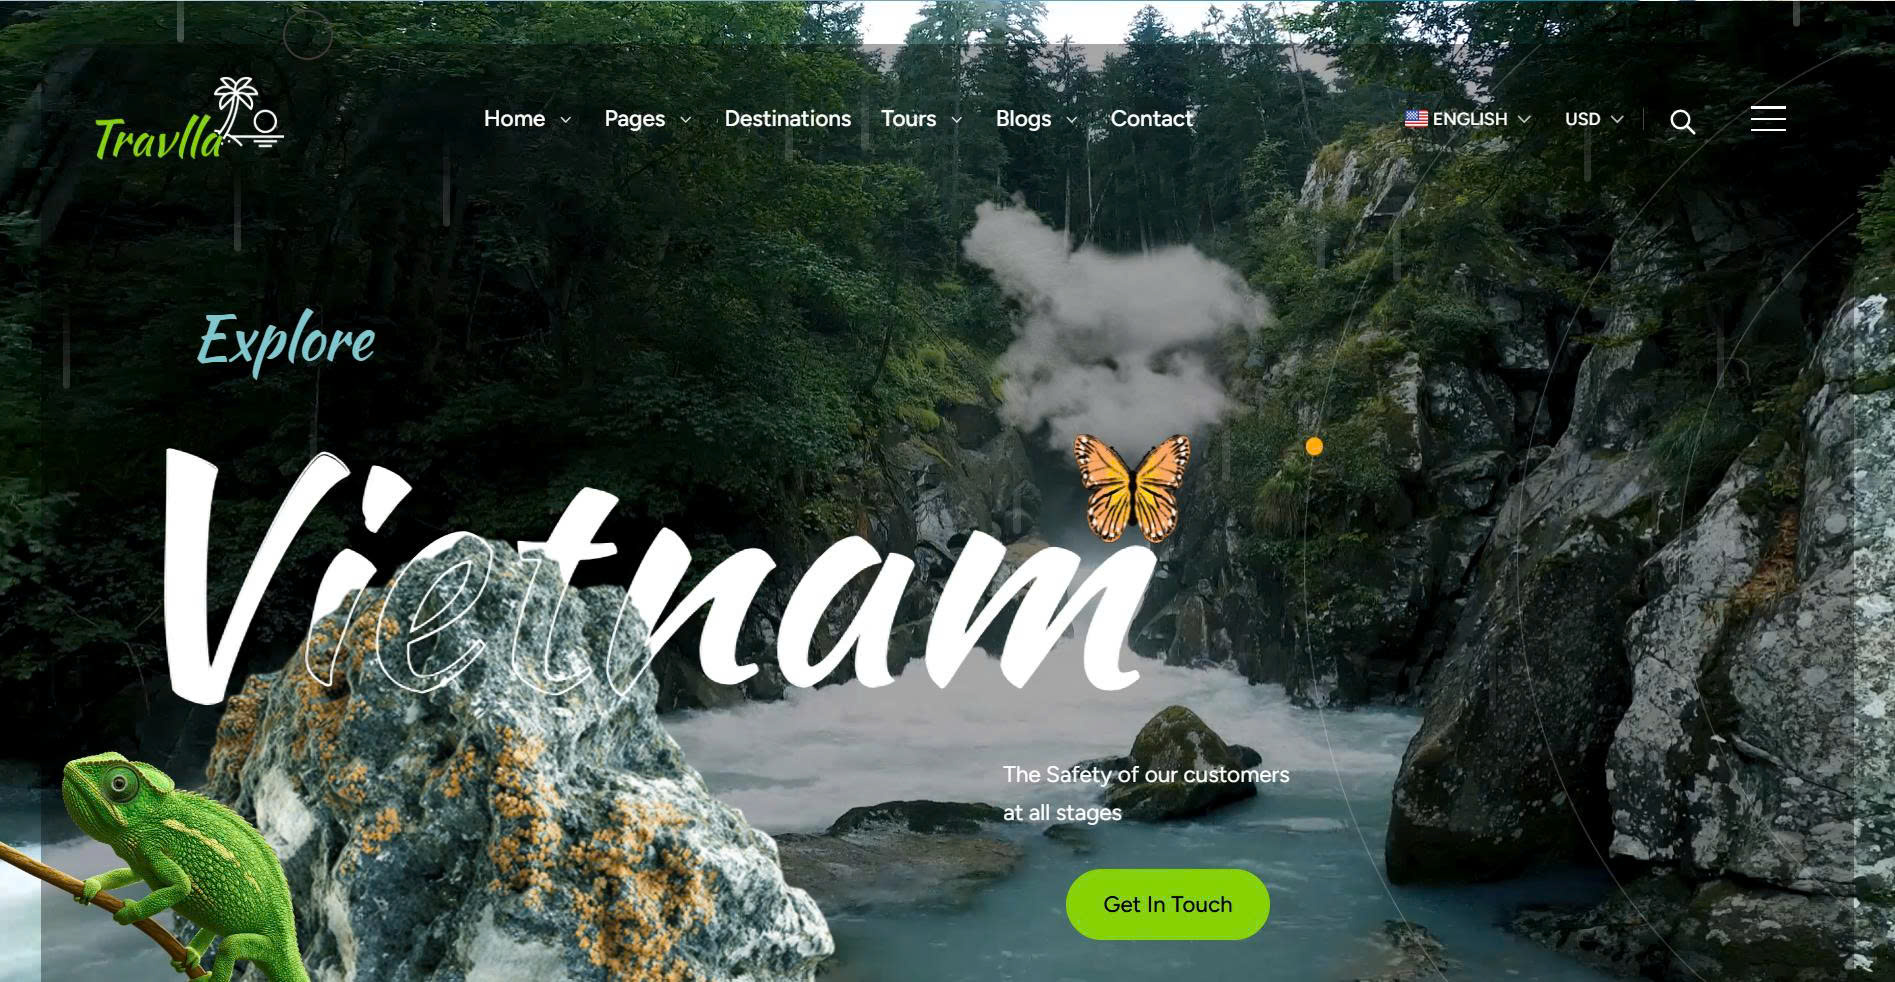 Travlla
Home Pages Destinations Tours Blogs Contact
ENGLISH USD
Explore
Vietnam
The Safety of our customers
at all stages
Get In Touch